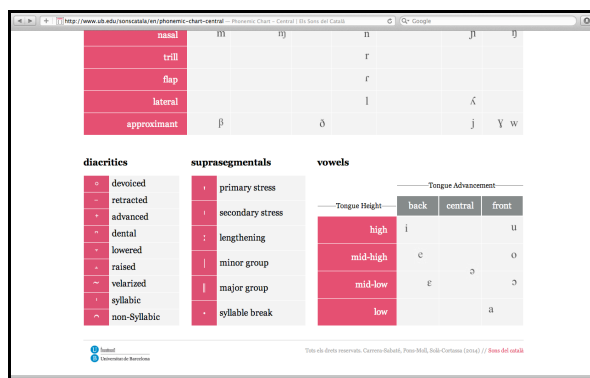 http://www.ub.edu/sonscatala/en/phonemic-chart-central — Phonemic Chart – Central | Els Sons del Català
Google
nasal m ɱ n ɲ ŋ
trill r
flap ɾ
lateral l ʎ
approximant β ð j ɣ w
diacritics
devoiced
retracted
advanced
dental
lowered
raised
velarized
syllabic
non-Syllabic
suprasegmentals
primary stress
secondary stress
lengthening
minor group
major group
syllable break
vowels
Tongue Advancement
Tongue Height back central front
high i u
mid-high e o
ə
mid-low ɛ ɔ
low a
Universitat de Barcelona
Tots els drets reservats. Carrera-Sabaté, Pons-Moll, Solà-Cortassa (2014) // Sons del català